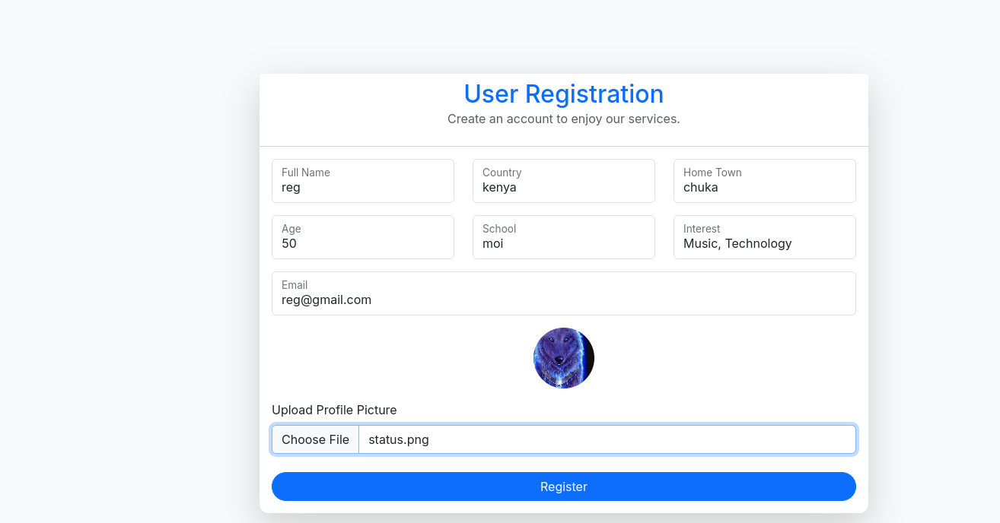 User Registration
Create an account to enjoy our services.
Full Name
reg
Country
kenya
Home Town
chuka
Age
50
School
moi
Interest
Music, Technology
Email
reg@gmail.com
Upload Profile Picture
Choose File status.png
Register